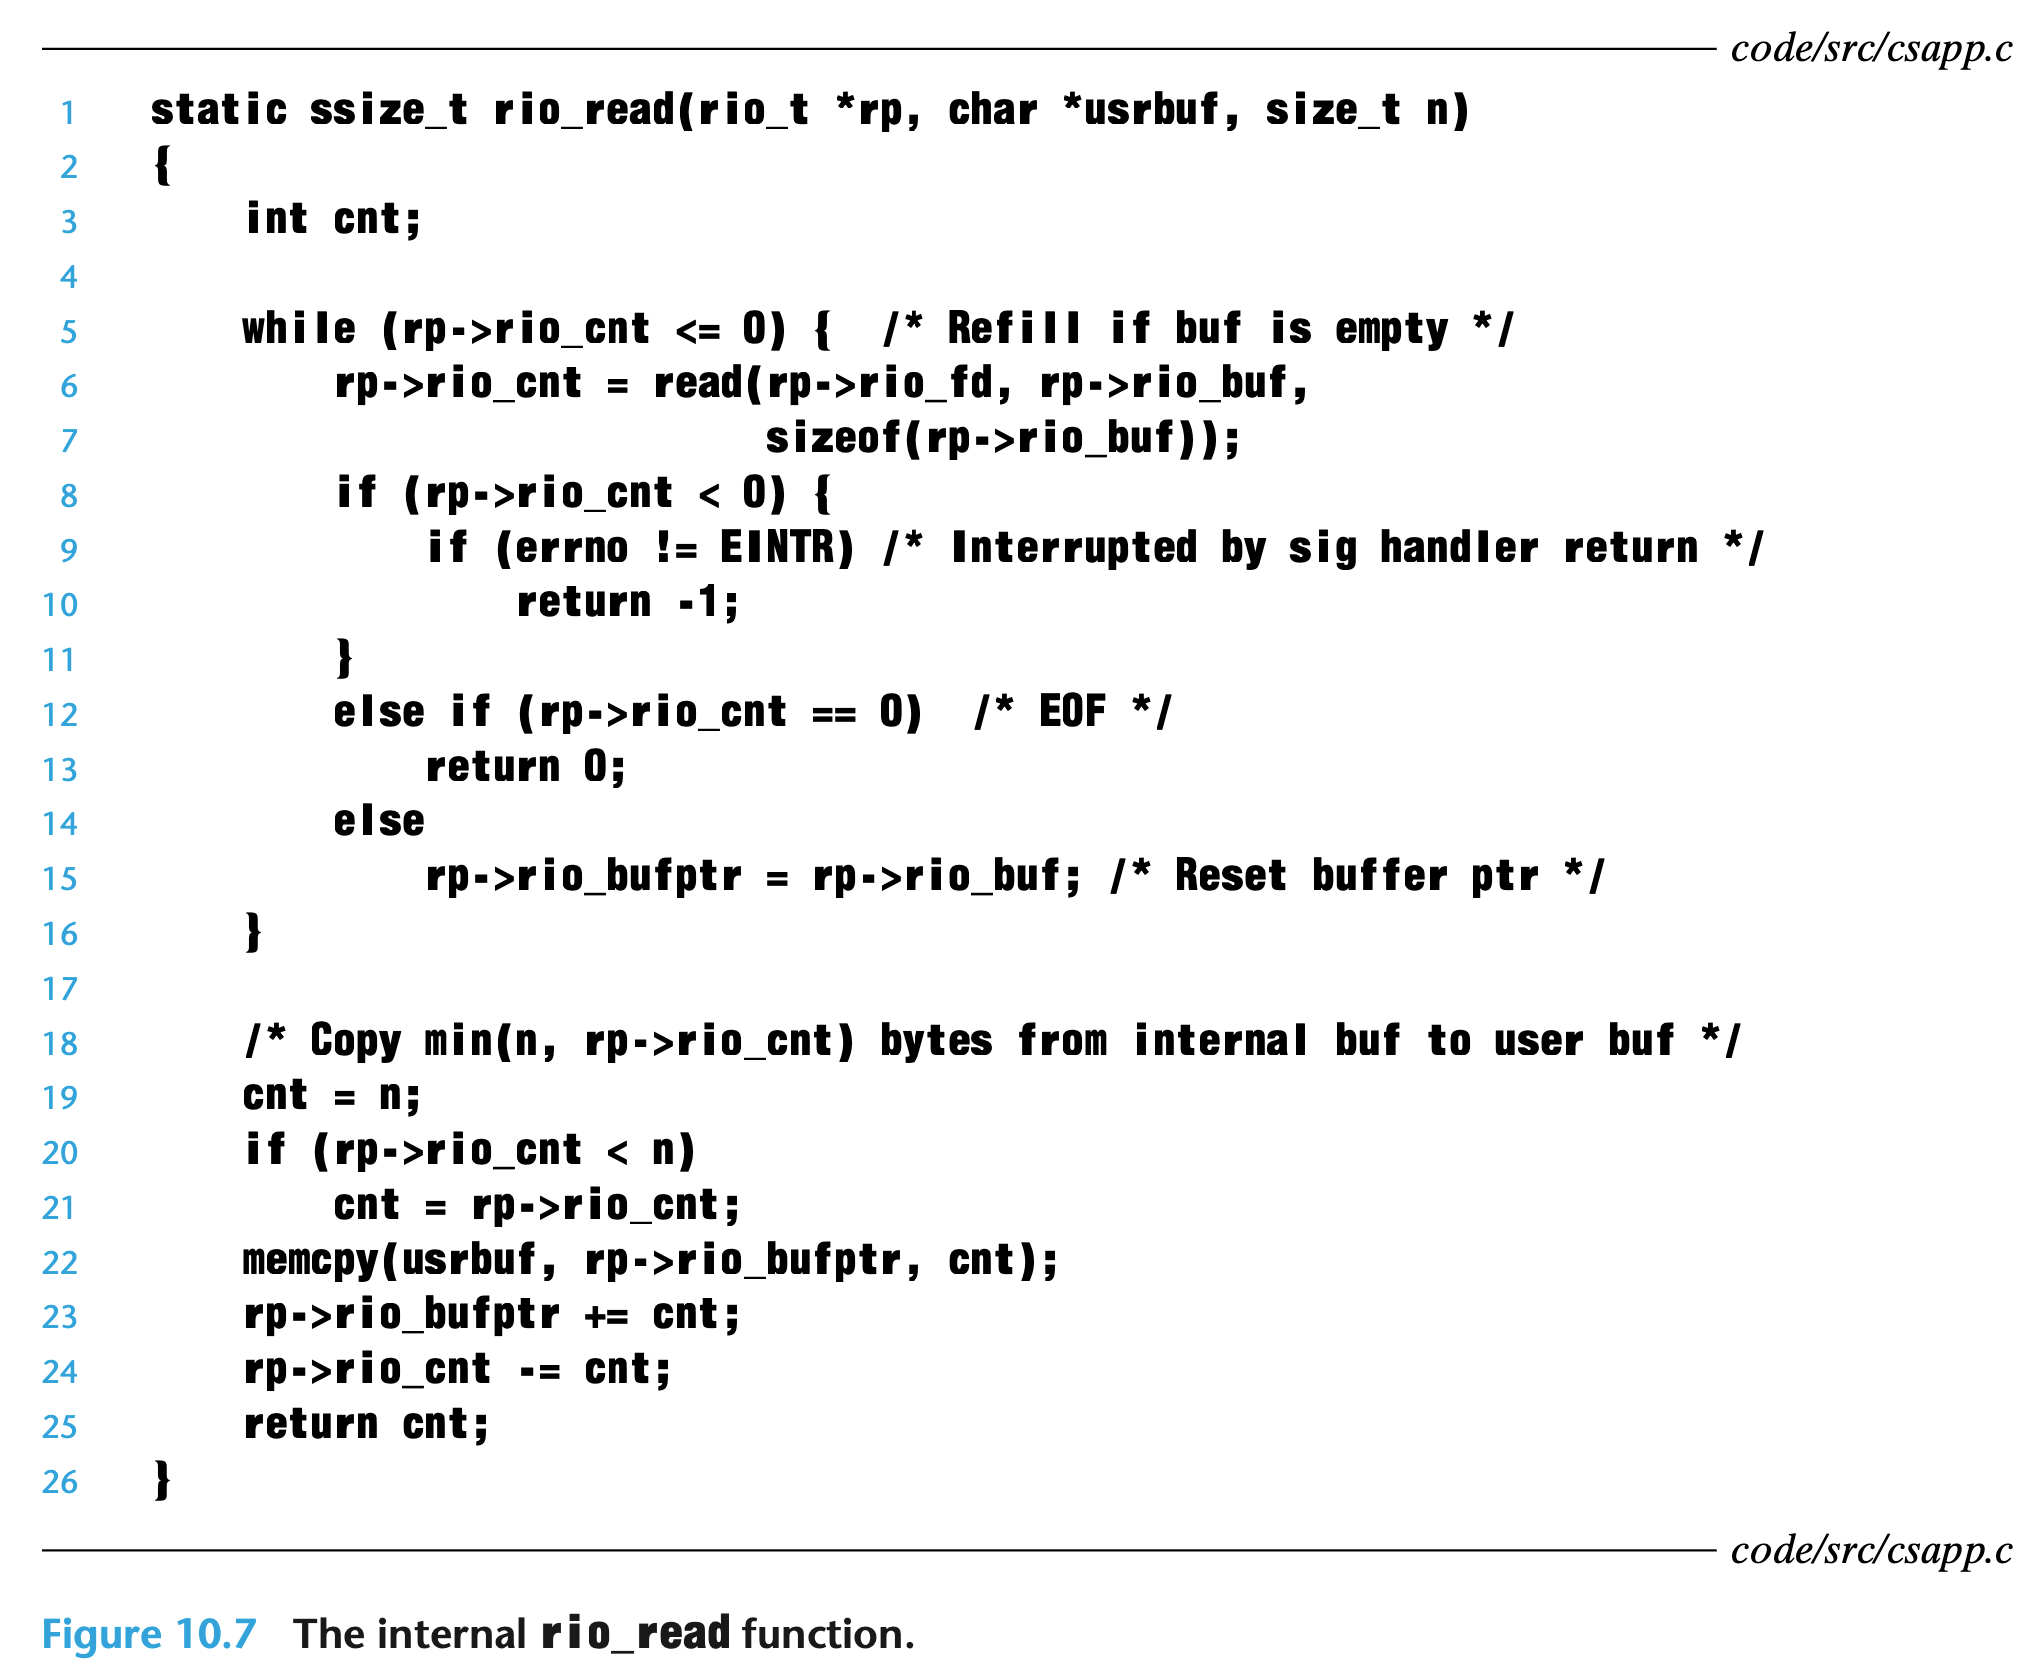 code/src/csapp.c
1 static ssize_t rio_read(rio_t *rp, char *usrbuf, size_t n)
2 {
3 int cnt;
4
5 while (rp->rio_cnt <= 0) { /* Refill if buf is empty */
6 rp->rio_cnt = read(rp->rio_fd, rp->rio_buf,
7 sizeof(rp->rio_buf));
8 if (rp->rio_cnt < 0) {
9 if (errno != EINTR) /* Interrupted by sig handler return */
10 return -1;
11 }
12 else if (rp->rio_cnt == 0) /* EOF */
13 return 0;
14 else
15 rp->rio_bufptr = rp->rio_buf; /* Reset buffer ptr */
16 }
17
18 /* Copy min(n, rp->rio_cnt) bytes from internal buf to user buf */
19 cnt = n;
20 if (rp->rio_cnt < n)
21 cnt = rp->rio_cnt;
22 memcpy(usrbuf, rp->rio_bufptr, cnt);
23 rp->rio_bufptr += cnt;
24 rp->rio_cnt -= cnt;
25 return cnt;
26 }
code/src/csapp.c
Figure 10.7 The internal rio_read function.